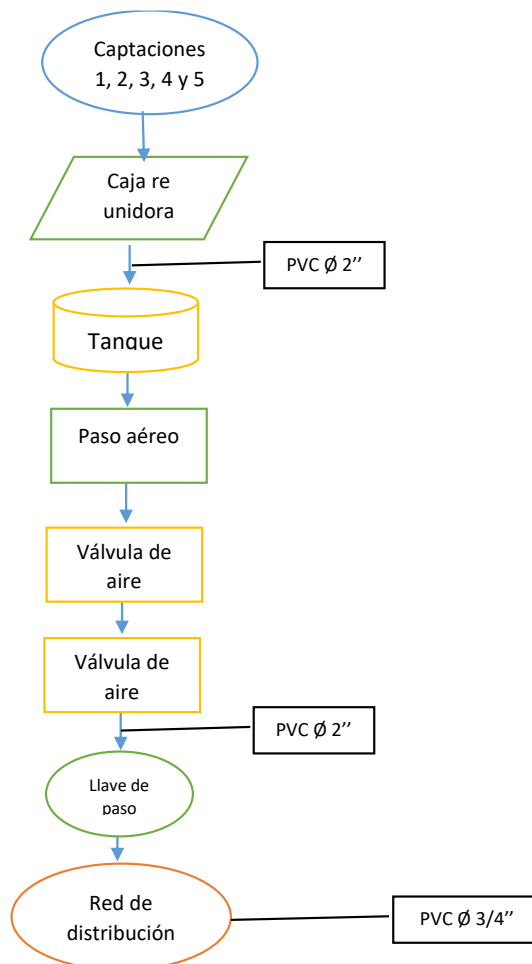 Captaciones
1, 2, 3, 4 y 5
Caja re
unidora
PVC Ø 2’’
Tanque
Paso aéreo
Válvula de
aire
Válvula de
aire
PVC Ø 2’’
Llave de
paso
Red de
distribución
PVC Ø 3/4’’